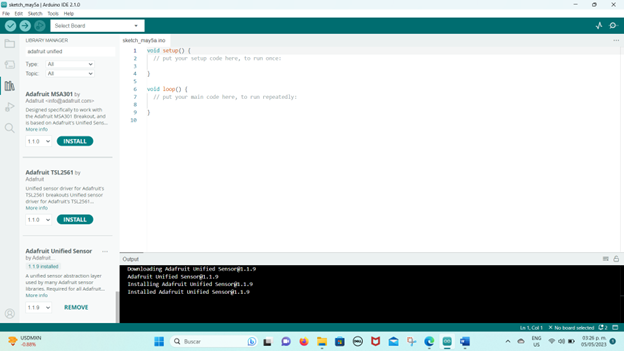 sketch_may5a | Arduino IDE 2.1.0
File Edit Sketch Tools Help
Select Board
LIBRARY MANAGER
adafruit unified
Type: All
Topic: All
Adafruit MSA301 by
Adafruit <info@adafruit.com>
Designed specifically to work with
the Adafruit MSA301 Breakout, and
is based on Adafruit's Unified Sens...
More info
1.1.0 INSTALL
Adafruit TSL2561 by
Adafruit
Unified sensor driver for Adafruit's
TSL2561 breakouts Unified sensor
driver for Adafruit's TSL2561...
More info
1.1.0 INSTALL
Adafruit Unified Sensor ...
by Adafruit
1.1.9 installed
A unified sensor abstraction layer
used by many Adafruit sensor
libraries. Required for all Adafruit...
More info
1.1.9 REMOVE
sketch_may5a.ino
1 void setup() {
2 // put your setup code here, to run once:
3
4 }
5
6 void loop() {
7 // put your main code here, to run repeatedly:
8
9 }
10
Output
Downloading Adafruit Unified Sensor@1.1.9
Adafruit Unified Sensor@1.1.9
Installing Adafruit Unified Sensor@1.1.9
Installed Adafruit Unified Sensor@1.1.9
Ln 1, Col 1 × No board selected 2
USDMXN
-0.88%
Buscar
ENG
US
03:26 p. m.
05/05/2023